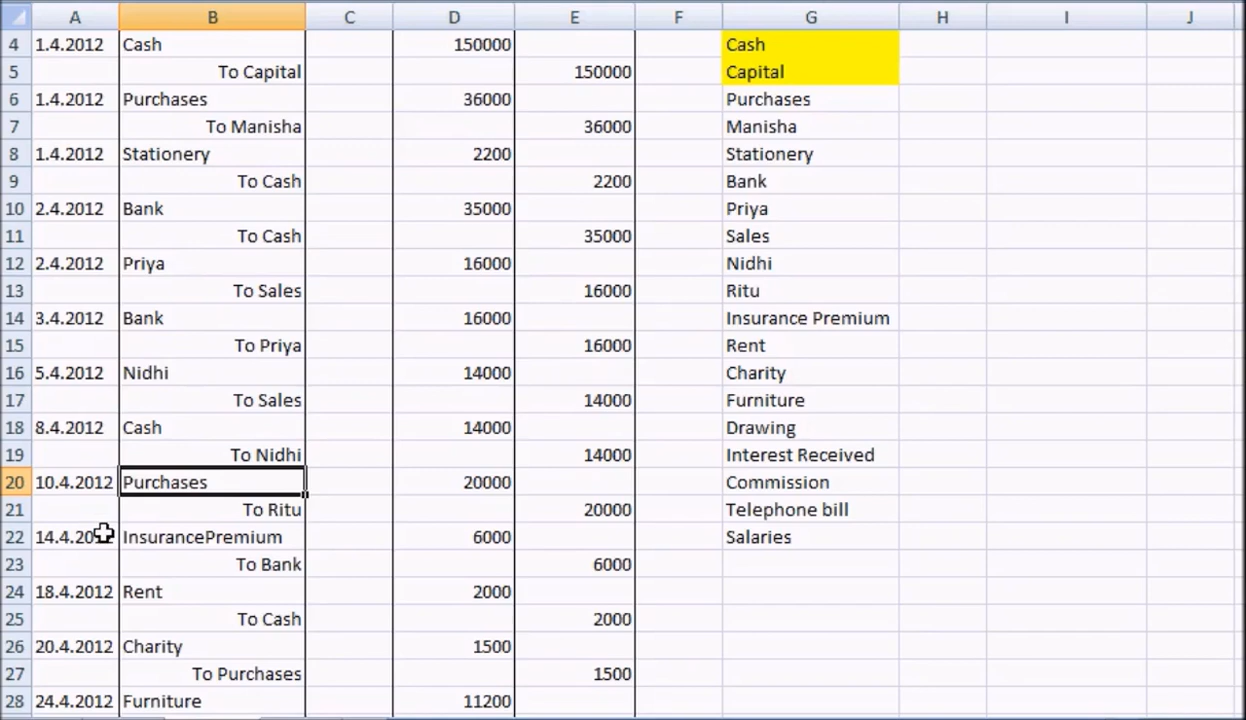 A B C D E F G H I J
4 1.4.2012 Cash 150000 Cash
5 To Capital 150000 Capital
6 1.4.2012 Purchases 36000 Purchases
7 To Manisha 36000 Manisha
8 1.4.2012 Stationery 2200 Stationery
9 To Cash 2200 Bank
10 2.4.2012 Bank 35000 Priya
11 To Cash 35000 Sales
12 2.4.2012 Priya 16000 Nidhi
13 To Sales 16000 Ritu
14 3.4.2012 Bank 16000 Insurance Premium
15 To Priya 16000 Rent
16 5.4.2012 Nidhi 14000 Charity
17 To Sales 14000 Furniture
18 8.4.2012 Cash 14000 Drawing
19 To Nidhi 14000 Interest Received
20 10.4.2012 Purchases 20000 Commission
21 To Ritu 20000 Telephone bill
22 14.4.2012 InsurancePremium 6000 Salaries
23 To Bank 6000
24 18.4.2012 Rent 2000
25 To Cash 2000
26 20.4.2012 Charity 1500
27 To Purchases 1500
28 24.4.2012 Furniture 11200